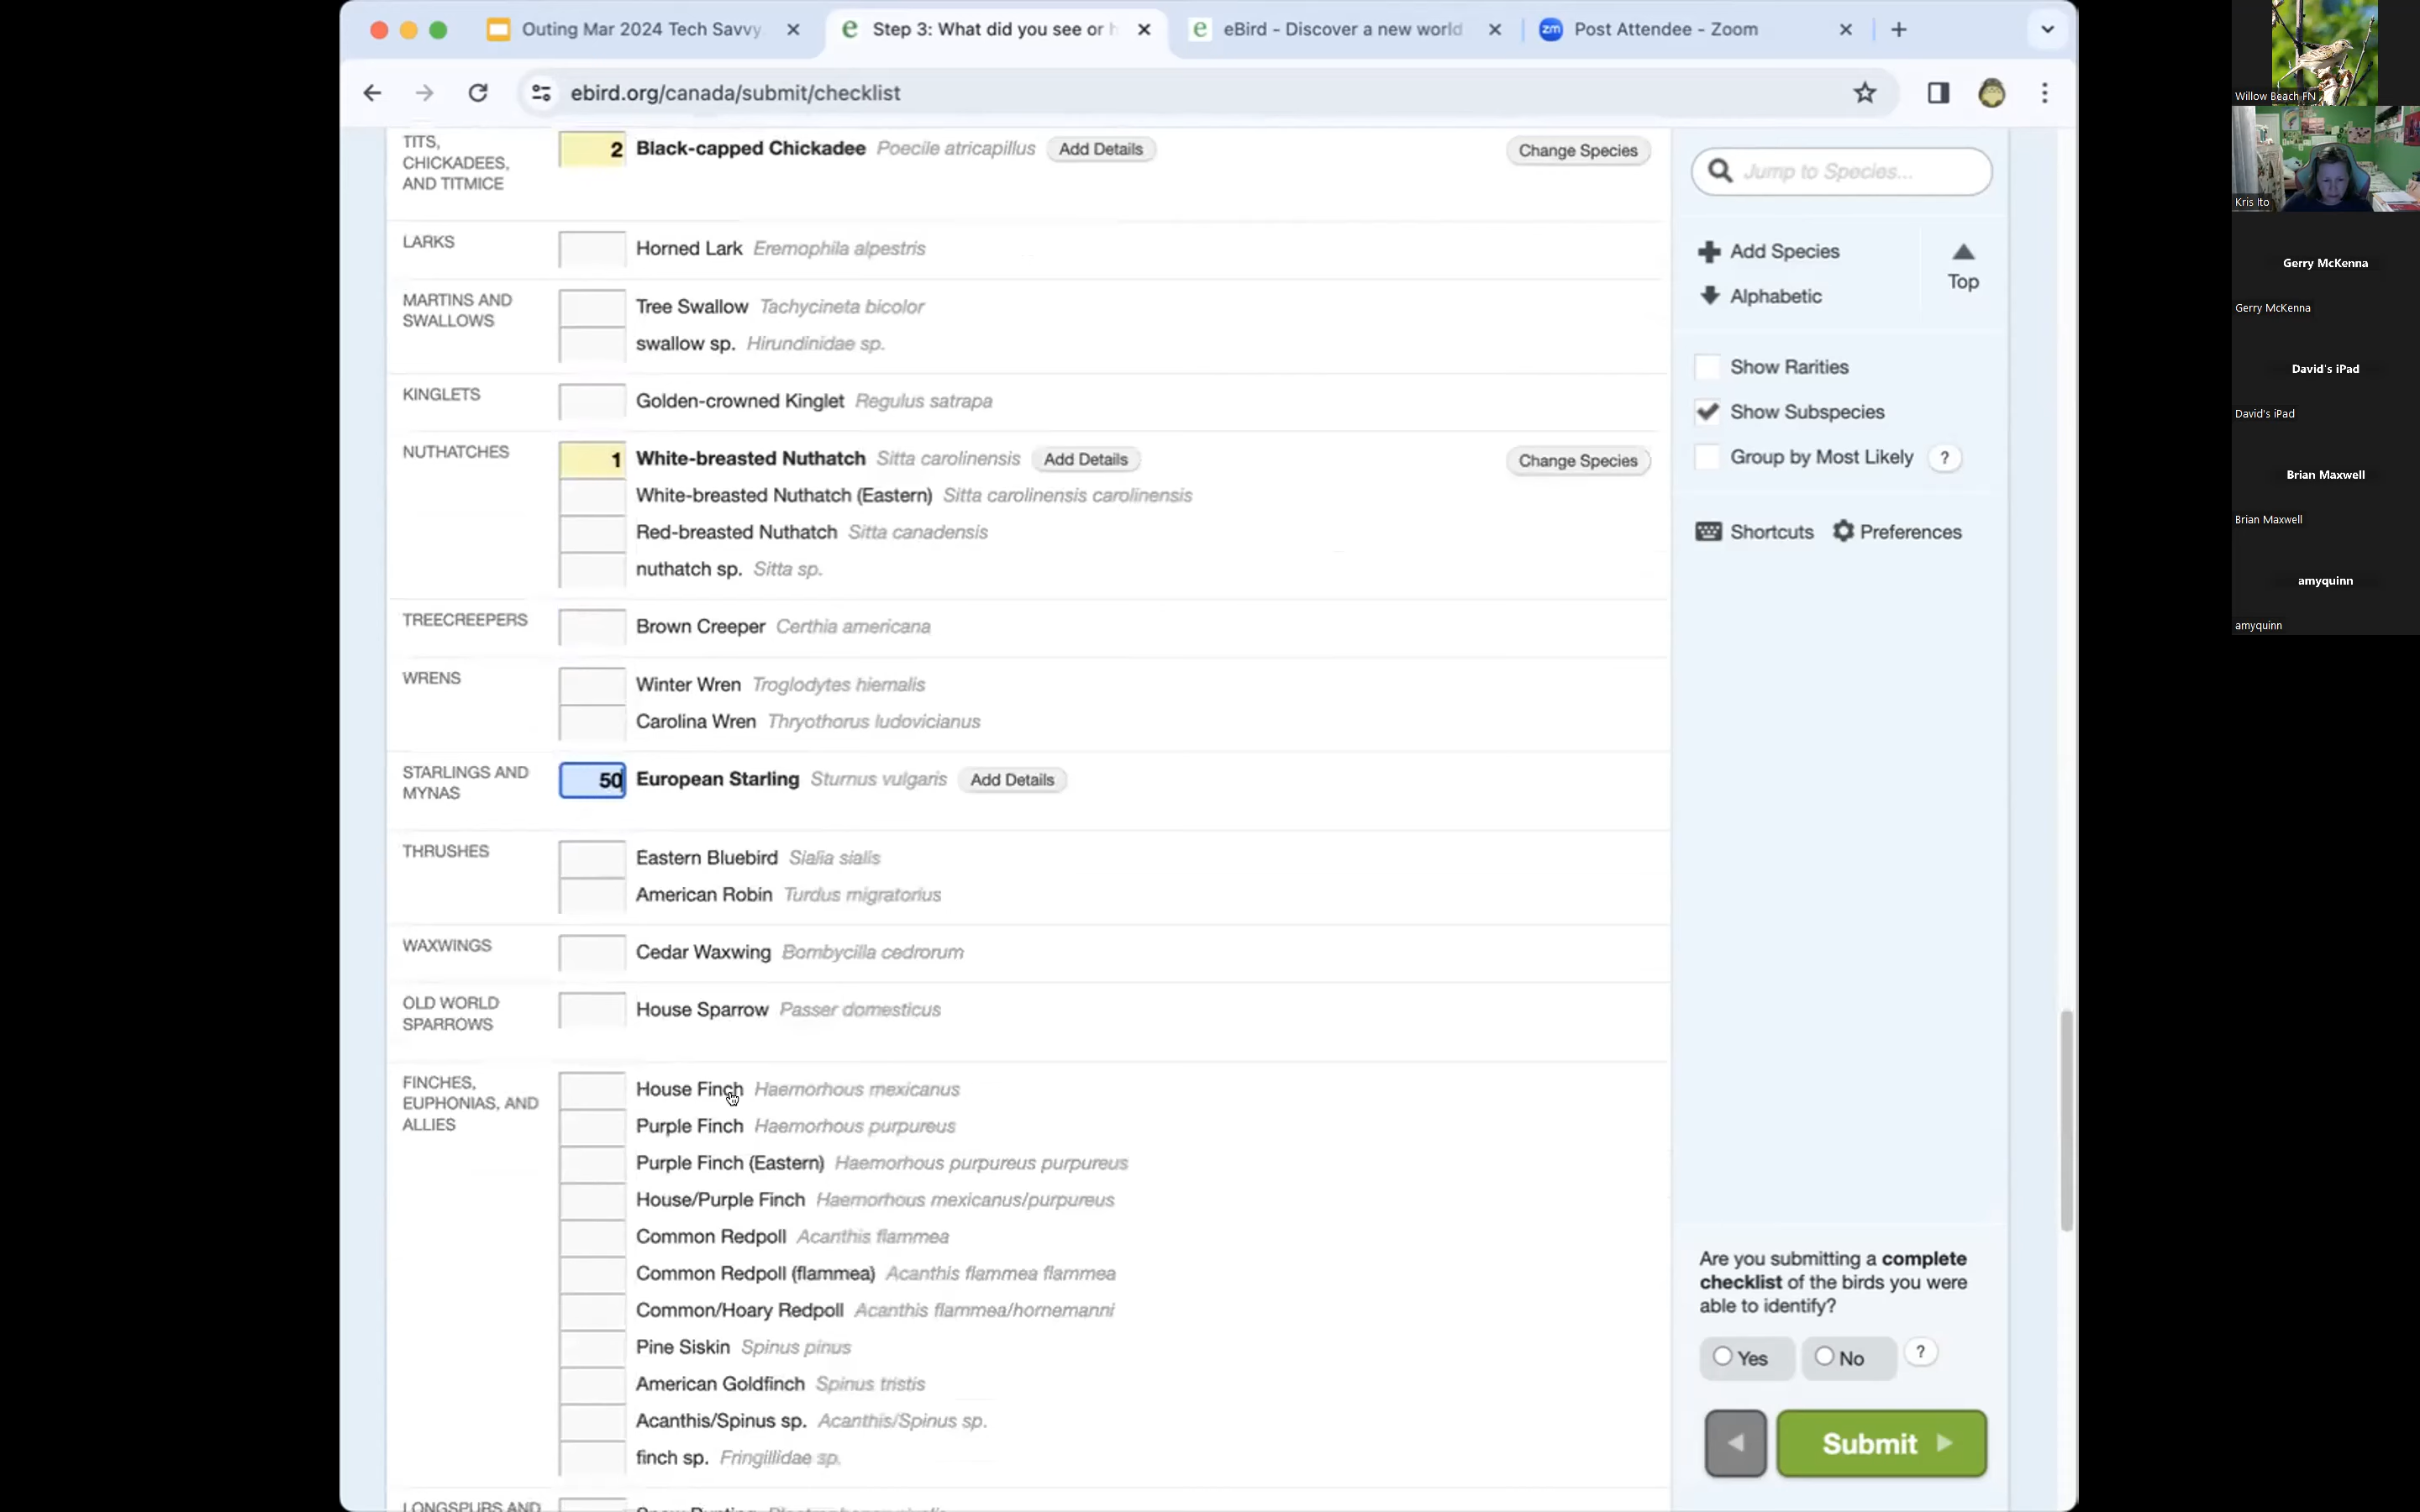 Outing Mar 2024 Tech Savvy
Step 3: What did you see or h
eBird - Discover a new world
zm Post Attendee - Zoom
ebird.org/canada/submit/checklist
TITS, CHICKADEES, AND TITMICE
2 Black-capped Chickadee Poecile atricapillus Add Details Change Species
LARKS
Horned Lark Eremophila alpestris
MARTINS AND SWALLOWS
Tree Swallow Tachycineta bicolor
swallow sp. Hirundinidae sp.
KINGLETS
Golden-crowned Kinglet Regulus satrapa
NUTHATCHES
1 White-breasted Nuthatch Sitta carolinensis Add Details Change Species
White-breasted Nuthatch (Eastern) Sitta carolinensis carolinensis
Red-breasted Nuthatch Sitta canadensis
nuthatch sp. Sitta sp.
TREECREEPERS
Brown Creeper Certhia americana
WRENS
Winter Wren Troglodytes hiemalis
Carolina Wren Thryothorus ludovicianus
STARLINGS AND MYNAS
50 European Starling Sturnus vulgaris Add Details
THRUSHES
Eastern Bluebird Sialia sialis
American Robin Turdus migratorius
WAXWINGS
Cedar Waxwing Bombycilla cedrorum
OLD WORLD SPARROWS
House Sparrow Passer domesticus
FINCHES, EUPHONIAS, AND ALLIES
House Finch Haemorhous mexicanus
Purple Finch Haemorhous purpureus
Purple Finch (Eastern) Haemorhous purpureus purpureus
House/Purple Finch Haemorhous mexicanus/purpureus
Common Redpoll Acanthis flammea
Common Redpoll (flammea) Acanthis flammea flammea
Common/Hoary Redpoll Acanthis flammea/hornemanni
Pine Siskin Spinus pinus
American Goldfinch Spinus tristis
Acanthis/Spinus sp. Acanthis/Spinus sp.
finch sp. Fringillidae sp.
LONGSPURS AND
Jump to Species...
Add Species
Alphabetic
Top
Show Rarities
Show Subspecies
Group by Most Likely ?
Shortcuts Preferences
Are you submitting a complete
checklist of the birds you were
able to identify?
Yes No ?
Submit
Willow Beach FN
Kris Ito
Gerry McKenna
Gerry McKenna
David's iPad
David's iPad
Brian Maxwell
Brian Maxwell
amyquinn
amyquinn